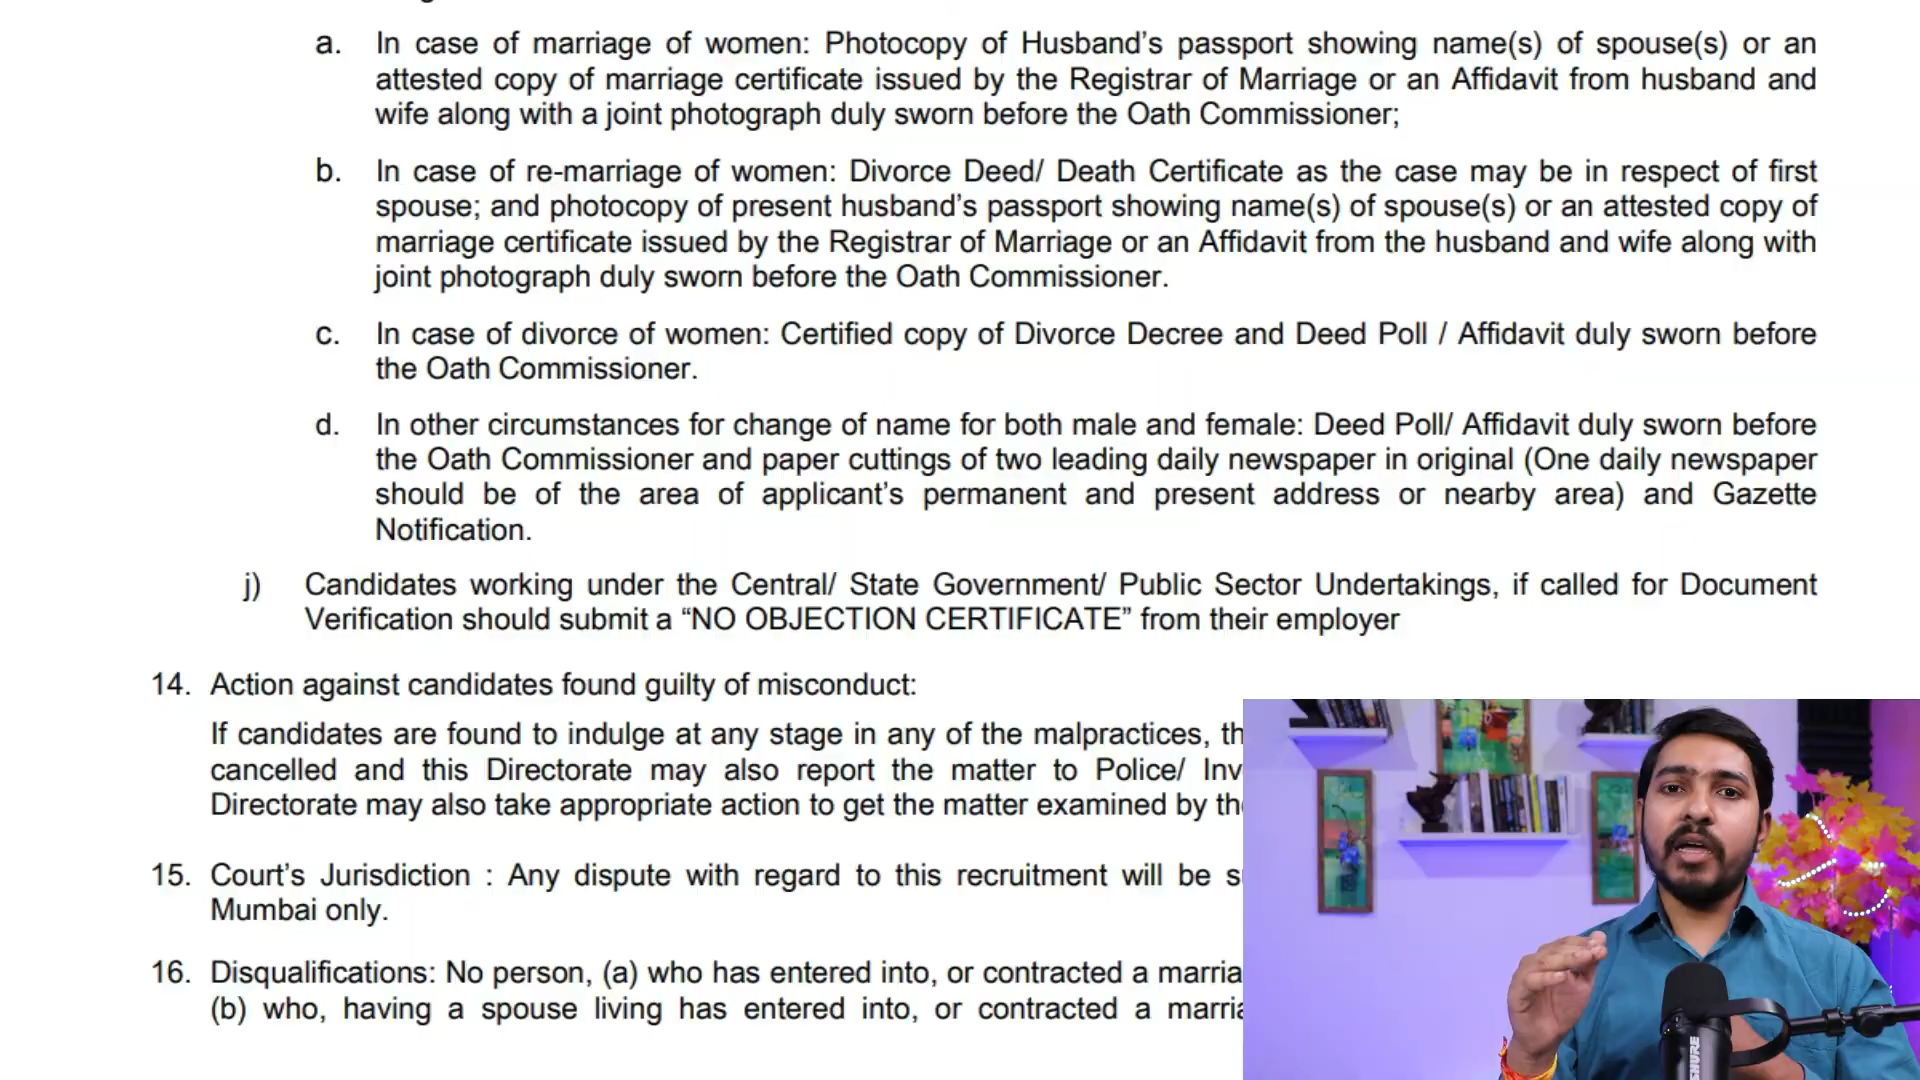 a. In case of marriage of women: Photocopy of Husband’s passport showing name(s) of spouse(s) or an
attested copy of marriage certificate issued by the Registrar of Marriage or an Affidavit from husband and
wife along with a joint photograph duly sworn before the Oath Commissioner;
b. In case of re-marriage of women: Divorce Deed/ Death Certificate as the case may be in respect of first
spouse; and photocopy of present husband’s passport showing name(s) of spouse(s) or an attested copy of
marriage certificate issued by the Registrar of Marriage or an Affidavit from the husband and wife along with
joint photograph duly sworn before the Oath Commissioner.
c. In case of divorce of women: Certified copy of Divorce Decree and Deed Poll / Affidavit duly sworn before
the Oath Commissioner.
d. In other circumstances for change of name for both male and female: Deed Poll/ Affidavit duly sworn before
the Oath Commissioner and paper cuttings of two leading daily newspaper in original (One daily newspaper
should be of the area of applicant’s permanent and present address or nearby area) and Gazette
Notification.
j) Candidates working under the Central/ State Government/ Public Sector Undertakings, if called for Document
Verification should submit a “NO OBJECTION CERTIFICATE” from their employer
14. Action against candidates found guilty of misconduct:
If candidates are found to indulge at any stage in any of the malpractices,
cancelled and this Directorate may also report the matter to Police/
Directorate may also take appropriate action to get the matter examined by
15. Court’s Jurisdiction : Any dispute with regard to this recruitment will be
Mumbai only.
16. Disqualifications: No person, (a) who has entered into, or contracted a
(b) who, having a spouse living has entered into, or contracted a
SHURE